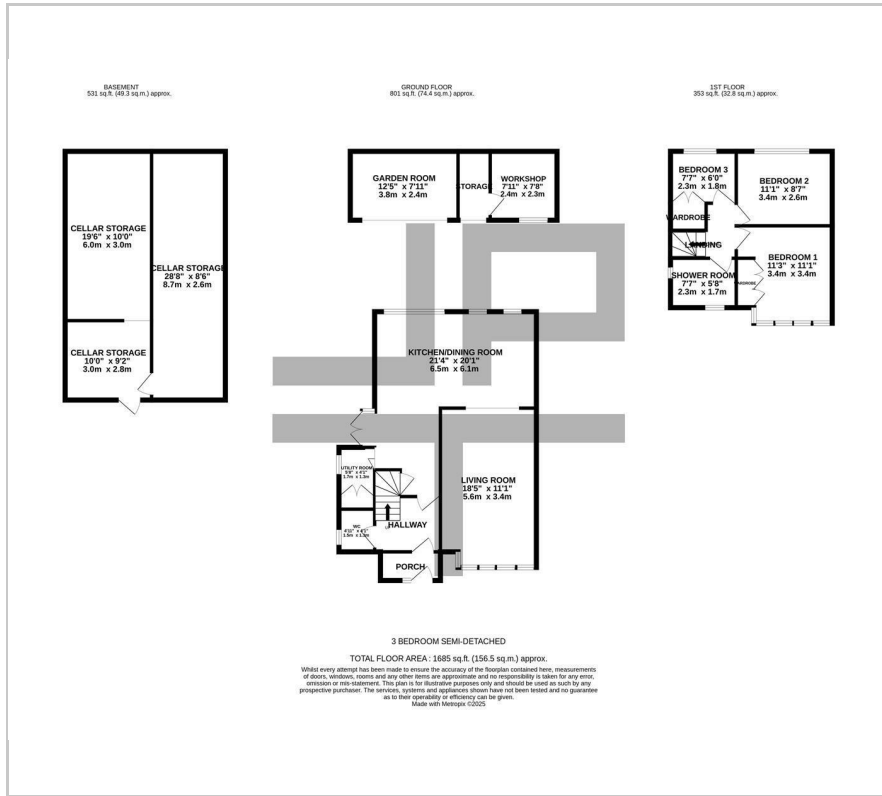 BASEMENT
531 sq.ft. (49.3 sq.m.) approx.
GROUND FLOOR
801 sq.ft. (74.4 sq.m.) approx.
1ST FLOOR
353 sq.ft. (32.8 sq.m.) approx.
CELLAR STORAGE
19'6" x 10'0"
6.0m x 3.0m
CELLAR STORAGE
28'8" x 8'6"
8.7m x 2.6m
CELLAR STORAGE
10'0" x 9'2"
3.0m x 2.8m
GARDEN ROOM
12'5" x 7'11"
3.8m x 2.4m
STORAGE
WORKSHOP
7'11" x 7'8"
2.4m x 2.3m
KITCHEN/DINING ROOM
21'4" x 20'1"
6.5m x 6.1m
UTILITY ROOM
1.7m x 1.3m
LIVING ROOM
18'5" x 11'1"
5.6m x 3.4m
WC
HALLWAY
PORCH
BEDROOM 3
7'7" x 6'0"
2.3m x 1.8m
BEDROOM 2
11'1" x 8'7"
3.4m x 2.6m
WARDROBE
LANDING
BEDROOM 1
11'3" x 11'1"
3.4m x 3.4m
SHOWER ROOM
7'7" x 5'8"
2.3m x 1.7m
WARDROBE
3 BEDROOM SEMI-DETACHED
TOTAL FLOOR AREA : 1685 sq.ft. (156.5 sq.m.) approx.
Whilst every attempt has been made to ensure the accuracy of the floorplan contained here, measurements
of doors, windows, rooms and any other items are approximate and no responsibility is taken for any error,
omission or mis-statement. This plan is for illustrative purposes only and should be used as such by any
prospective purchaser. The services, systems and appliances shown have not been tested and no guarantee
as to their operability or efficiency can be given.
Made with Metropix ©2025